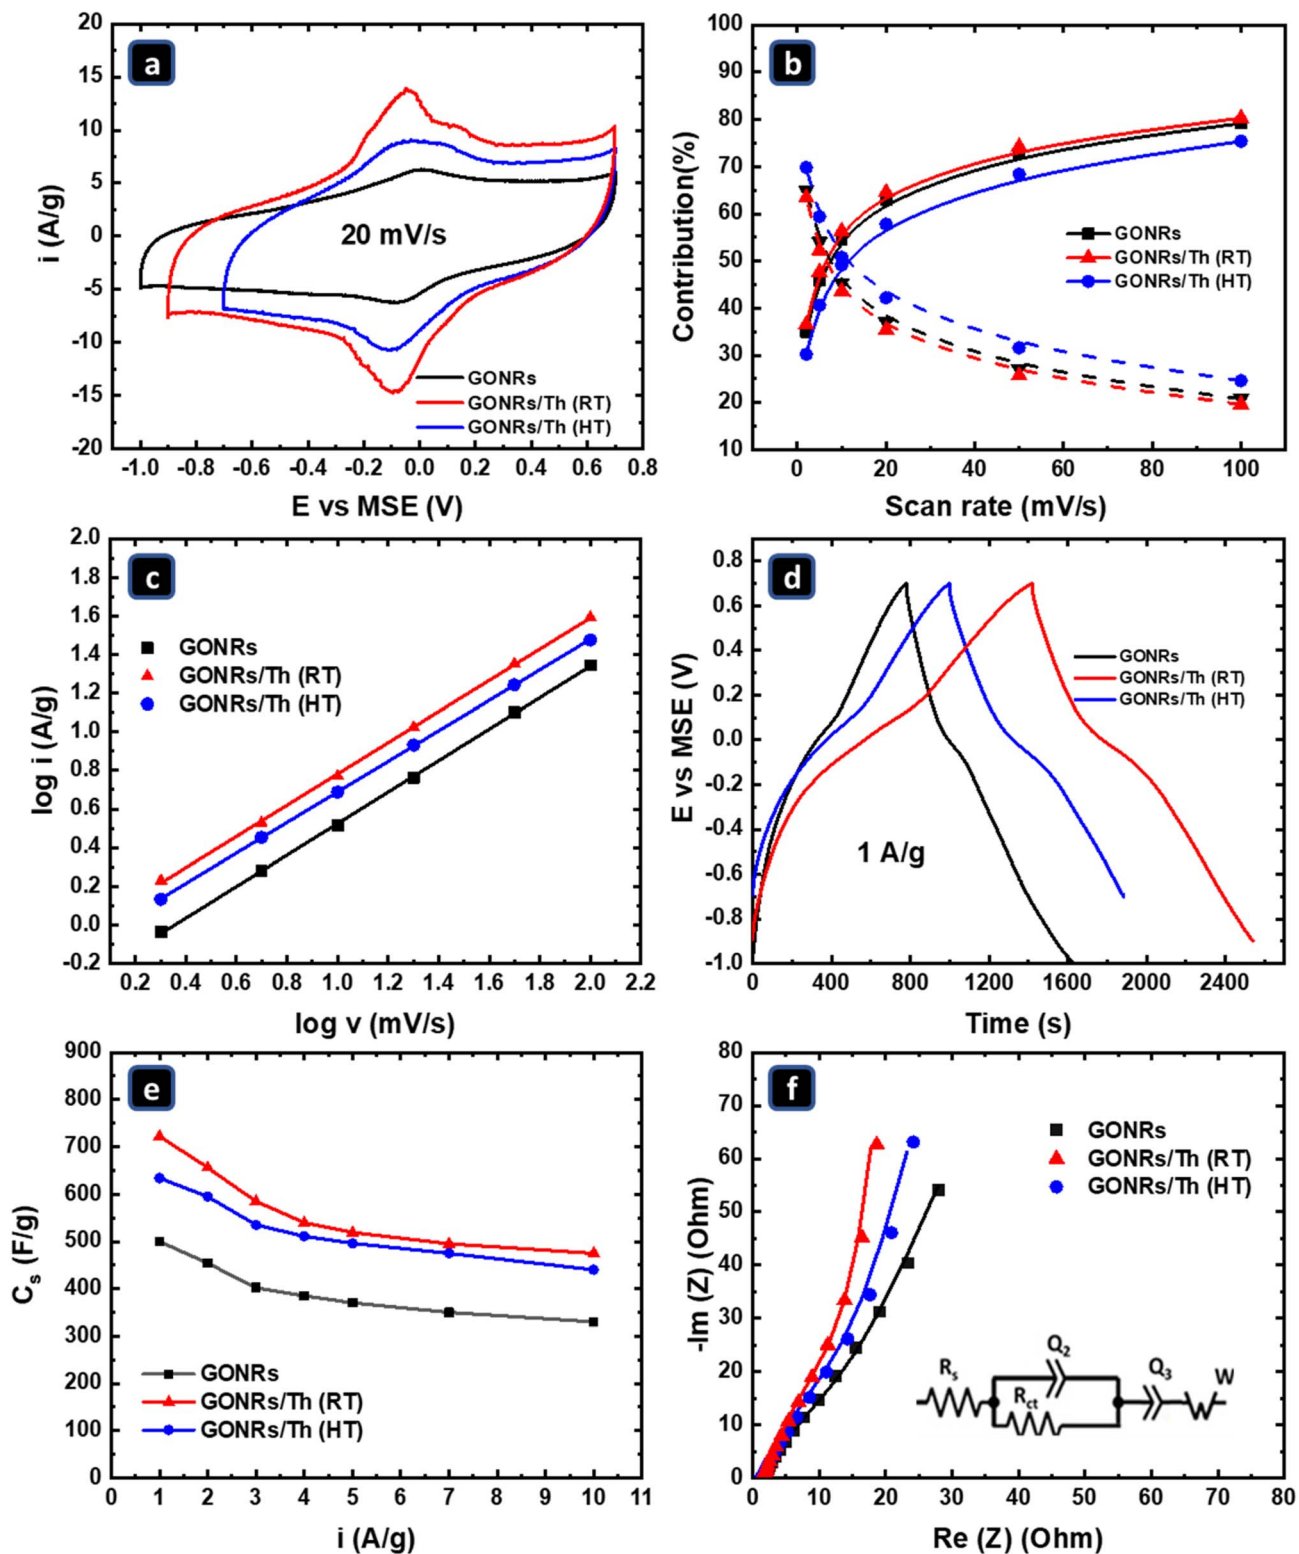 a
20
15
10
5
0
-5
-10
-15
-20
i (A/g)
20 mV/s
GONRs
GONRs/Th (RT)
GONRs/Th (HT)
-1.0 -0.8 -0.6 -0.4 -0.2 0.0 0.2 0.4 0.6 0.8
E vs MSE (V)
b
100
90
80
70
60
50
40
30
20
10
Contribution(%)
GONRs
GONRs/Th (RT)
GONRs/Th (HT)
0 20 40 60 80 100
Scan rate (mV/s)
c
2.0
1.8
1.6
1.4
1.2
1.0
0.8
0.6
0.4
0.2
0.0
-0.2
log i (A/g)
GONRs
GONRs/Th (RT)
GONRs/Th (HT)
0.2 0.4 0.6 0.8 1.0 1.2 1.4 1.6 1.8 2.0 2.2
log v (mV/s)
d
0.8
0.6
0.4
0.2
0.0
-0.2
-0.4
-0.6
-0.8
-1.0
E vs MSE (V)
GONRs
GONRs/Th (RT)
GONRs/Th (HT)
1 A/g
0 400 800 1200 1600 2000 2400
Time (s)
e
900
800
700
600
500
400
300
200
100
0
Cs (F/g)
GONRs
GONRs/Th (RT)
GONRs/Th (HT)
0 1 2 3 4 5 6 7 8 9 10 11
i (A/g)
f
80
70
60
50
40
30
20
10
0
-Im (Z) (Ohm)
GONRs
GONRs/Th (RT)
GONRs/Th (HT)
Rs
Q2
Rct
Q3
W
0 10 20 30 40 50 60 70 80
Re (Z) (Ohm)